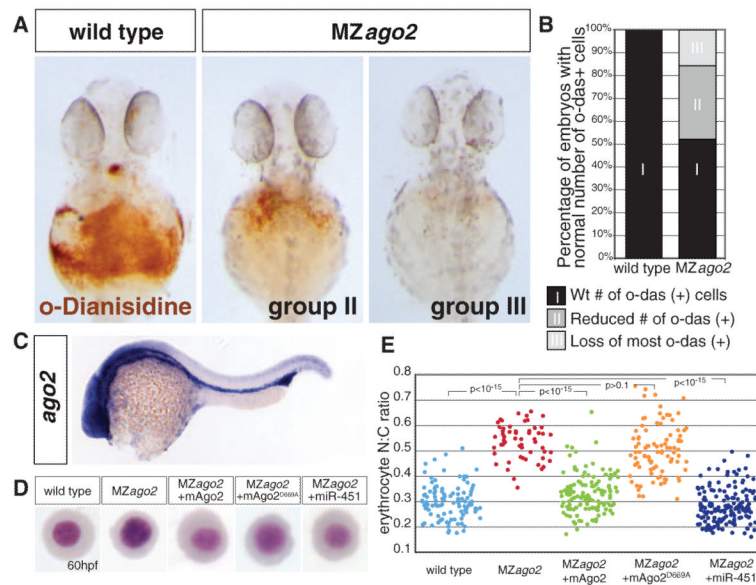 A
wild type
MZago2
o-Dianisidine
group II
group III
B
Percentage of embryos with
normal number of o-das+ cells
100%
90%
80%
70%
60%
50%
40%
30%
20%
10%
0%
I
III
II
I
wild type
MZago2
I Wt # of o-das (+) cells
II Reduced # of o-das (+)
III Loss of most o-das (+)
C
ago2
D
wild type
MZago2
MZago2
+mAgo2
MZago2
+mAgo2D669A
MZago2
+miR-451
60hpf
E
erythrocyte N:C ratio
0.8
0.7
0.6
0.5
0.4
0.3
0.2
0.1
p<10-15
p<10-15
p>0.1
p<10-15
wild type
MZago2
MZago2
+mAgo2
MZago2
+mAgo2D669A
MZago2
+miR-451